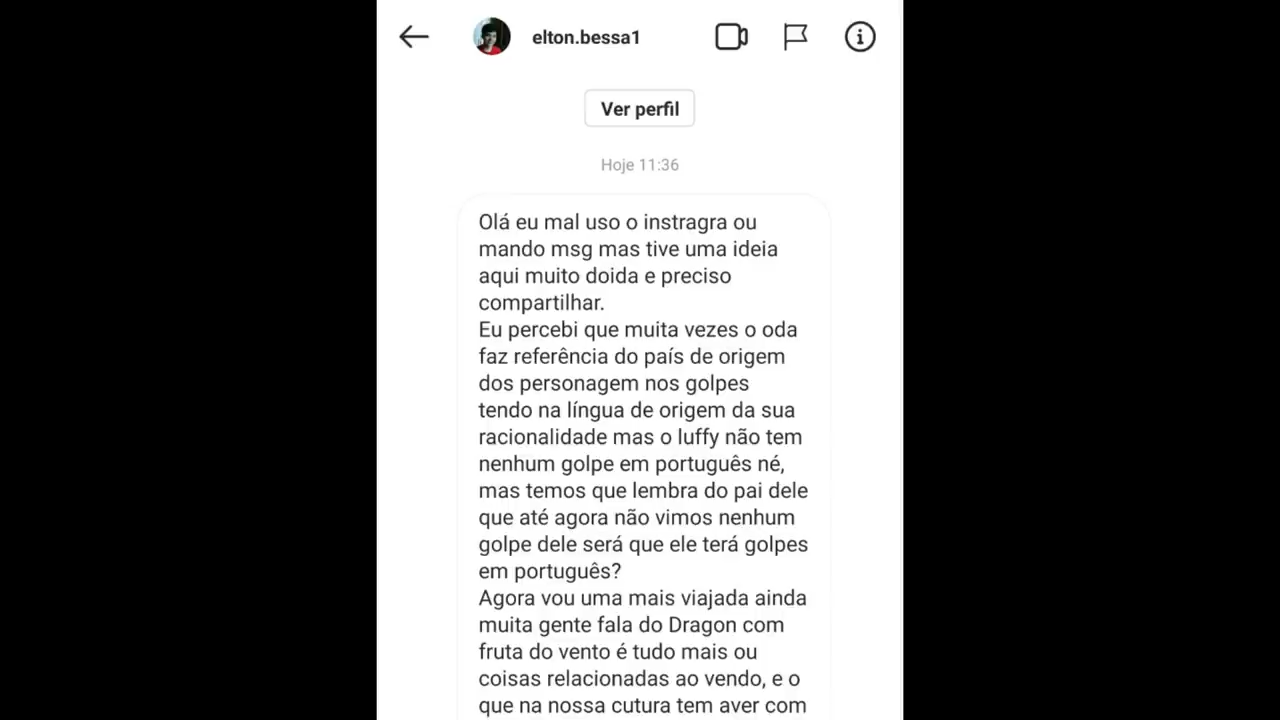 elton.bessa1
Ver perfil
Hoje 11:36
Olá eu mal uso o instragra ou
mando msg mas tive uma ideia
aqui muito doida e preciso
compartilhar.
Eu percebi que muita vezes o oda
faz referência do país de origem
dos personagem nos golpes
tendo na língua de origem da sua
racionalidade mas o luffy não tem
nenhum golpe em português né,
mas temos que lembra do pai dele
que até agora não vimos nenhum
golpe dele será que ele terá golpes
em português?
Agora vou uma mais viajada ainda
muita gente fala do Dragon com
fruta do vento é tudo mais ou
coisas relacionadas ao vendo, e o
que na nossa cutura tem aver com